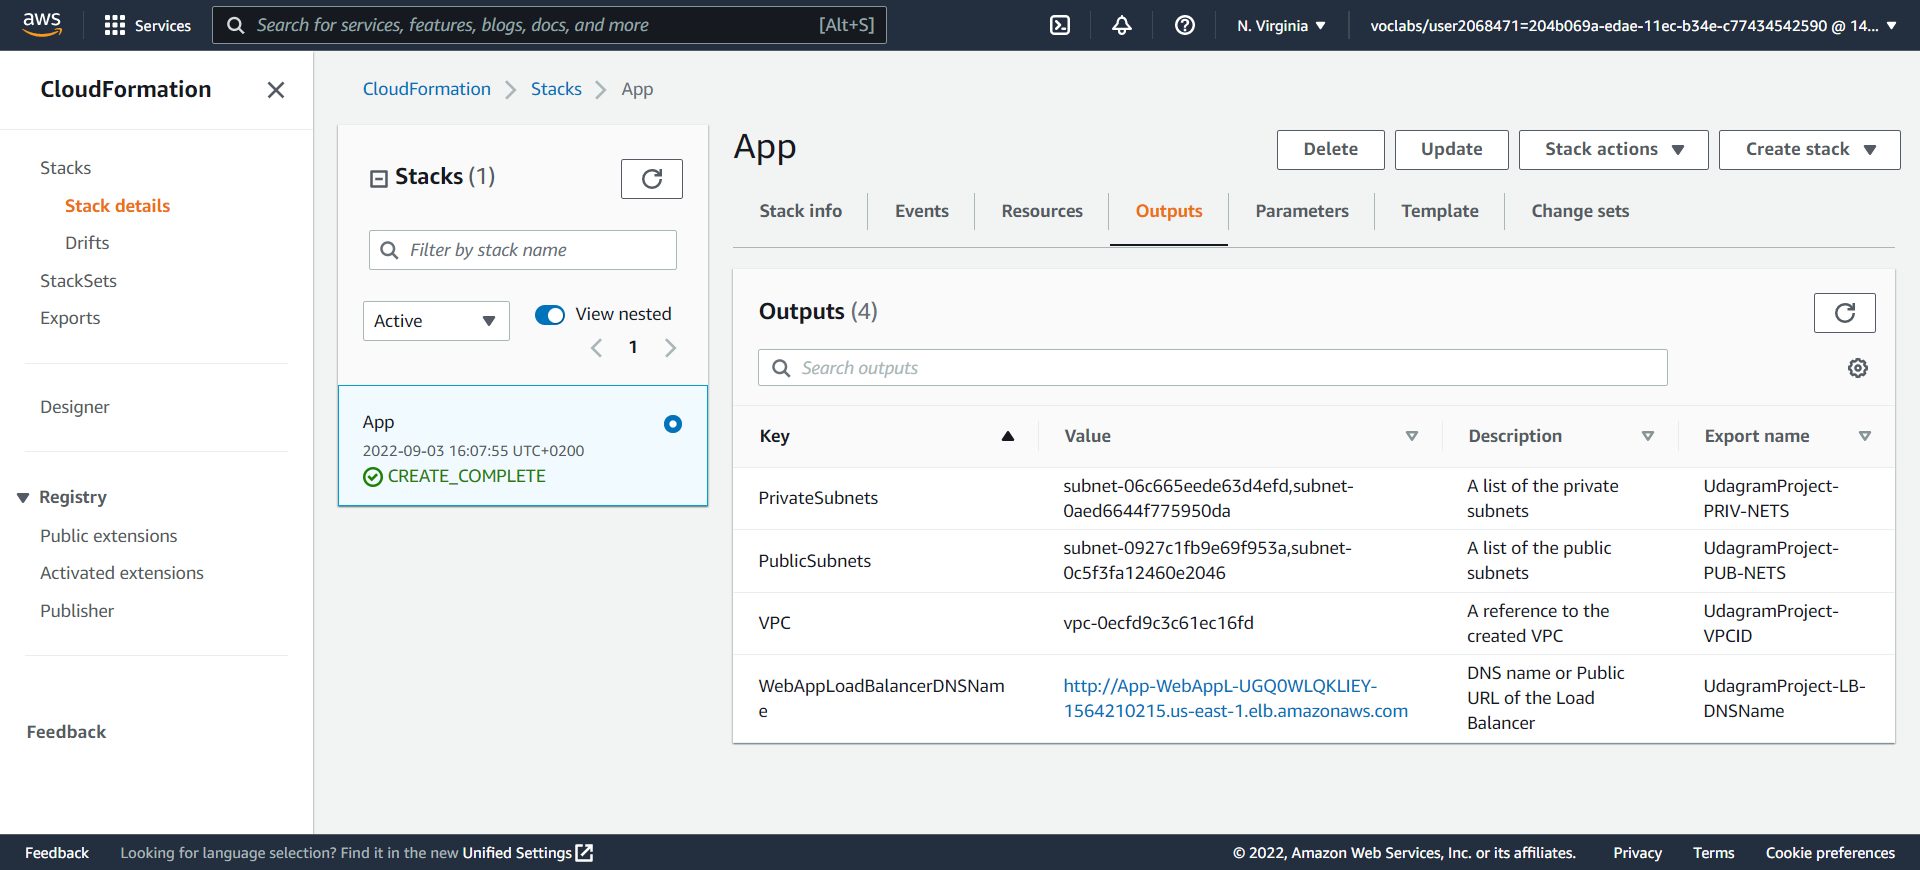 aws
Services
Search for services, features, blogs, docs, and more
[Alt+S]
N. Virginia
voclabs/user2068471=204b069a-edae-11ec-b34e-c77434542590 @ 14...
CloudFormation
Stacks
Stack details
Drifts
StackSets
Exports
Designer
Registry
Public extensions
Activated extensions
Publisher
Feedback
CloudFormation
Stacks
App
Stacks (1)
Filter by stack name
Active
View nested
1
App
2022-09-03 16:07:55 UTC+0200
CREATE_COMPLETE
App
Delete
Update
Stack actions
Create stack
Stack info
Events
Resources
Outputs
Parameters
Template
Change sets
Outputs (4)
Search outputs
Key
Value
Description
Export name
PrivateSubnets
subnet-06c665eede63d4efd,subnet-
0aed6644f775950da
A list of the private
subnets
UdagramProject-
PRIV-NETS
PublicSubnets
subnet-0927c1fb9e69f953a,subnet-
0c5f3fa12460e2046
A list of the public
subnets
UdagramProject-
PUB-NETS
VPC
vpc-0ecfd9c3c61ec16fd
A reference to the
created VPC
UdagramProject-
VPCID
WebAppLoadBalancerDNSNam
e
http://App-WebAppL-UGQ0WLQKLIEY-
1564210215.us-east-1.elb.amazonaws.com
DNS name or Public
URL of the Load
Balancer
UdagramProject-LB-
DNSName
Feedback
Looking for language selection? Find it in the new Unified Settings
© 2022, Amazon Web Services, Inc. or its affiliates.
Privacy
Terms
Cookie preferences